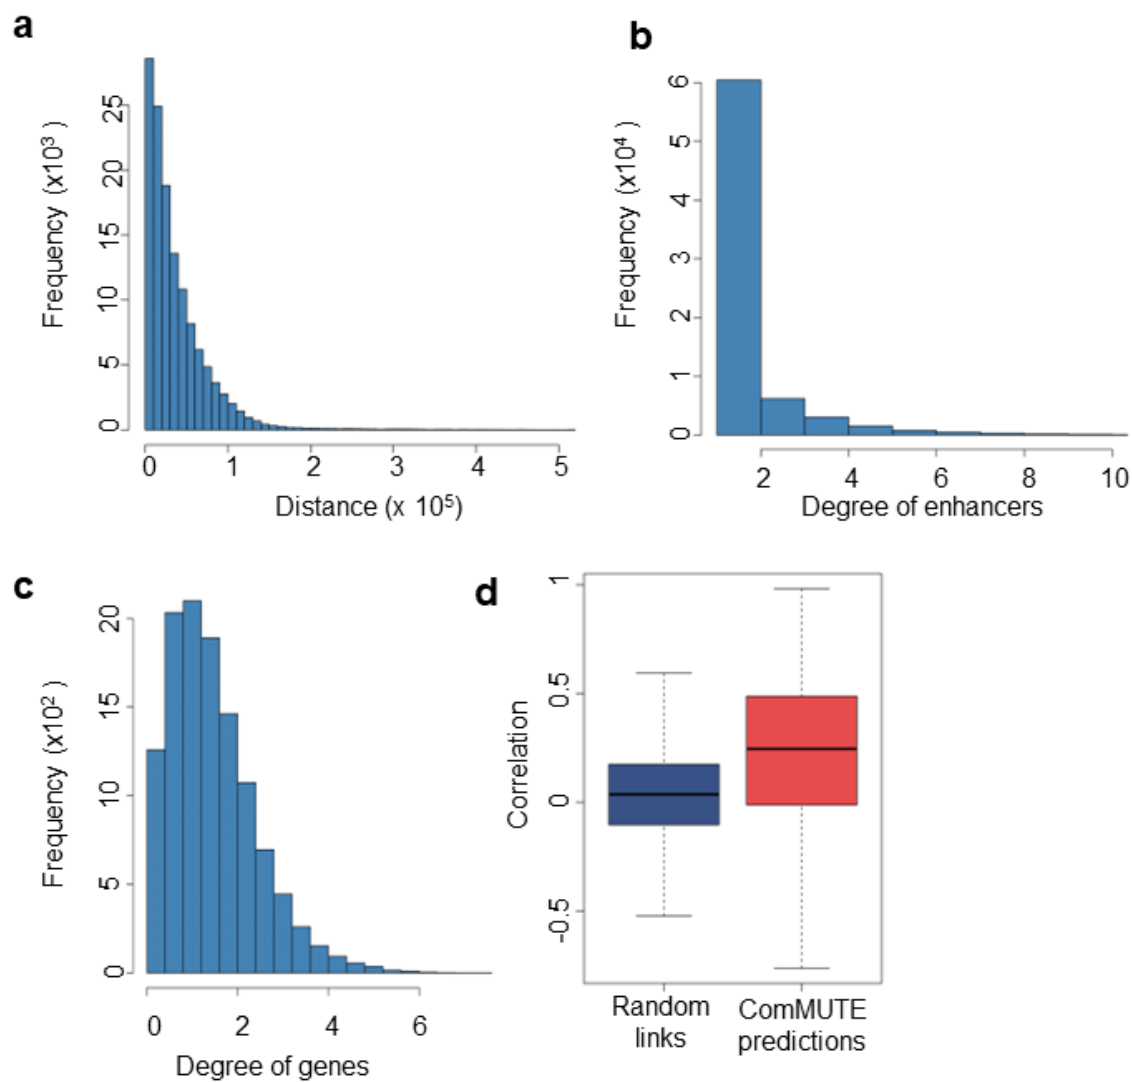 a
Frequency (x10³ )
25
20
15
10
5
0
0 1 2 3 4 5
Distance (x 10⁵)
b
Frequency (x10⁴ )
6
5
4
3
2
1
0
2 4 6 8 10
Degree of enhancers
c
Frequency (x10² )
20
15
10
5
0
0 2 4 6
Degree of genes
d
Correlation
1
0.5
0
-0.5
Random
links
ComMUTE
predictions